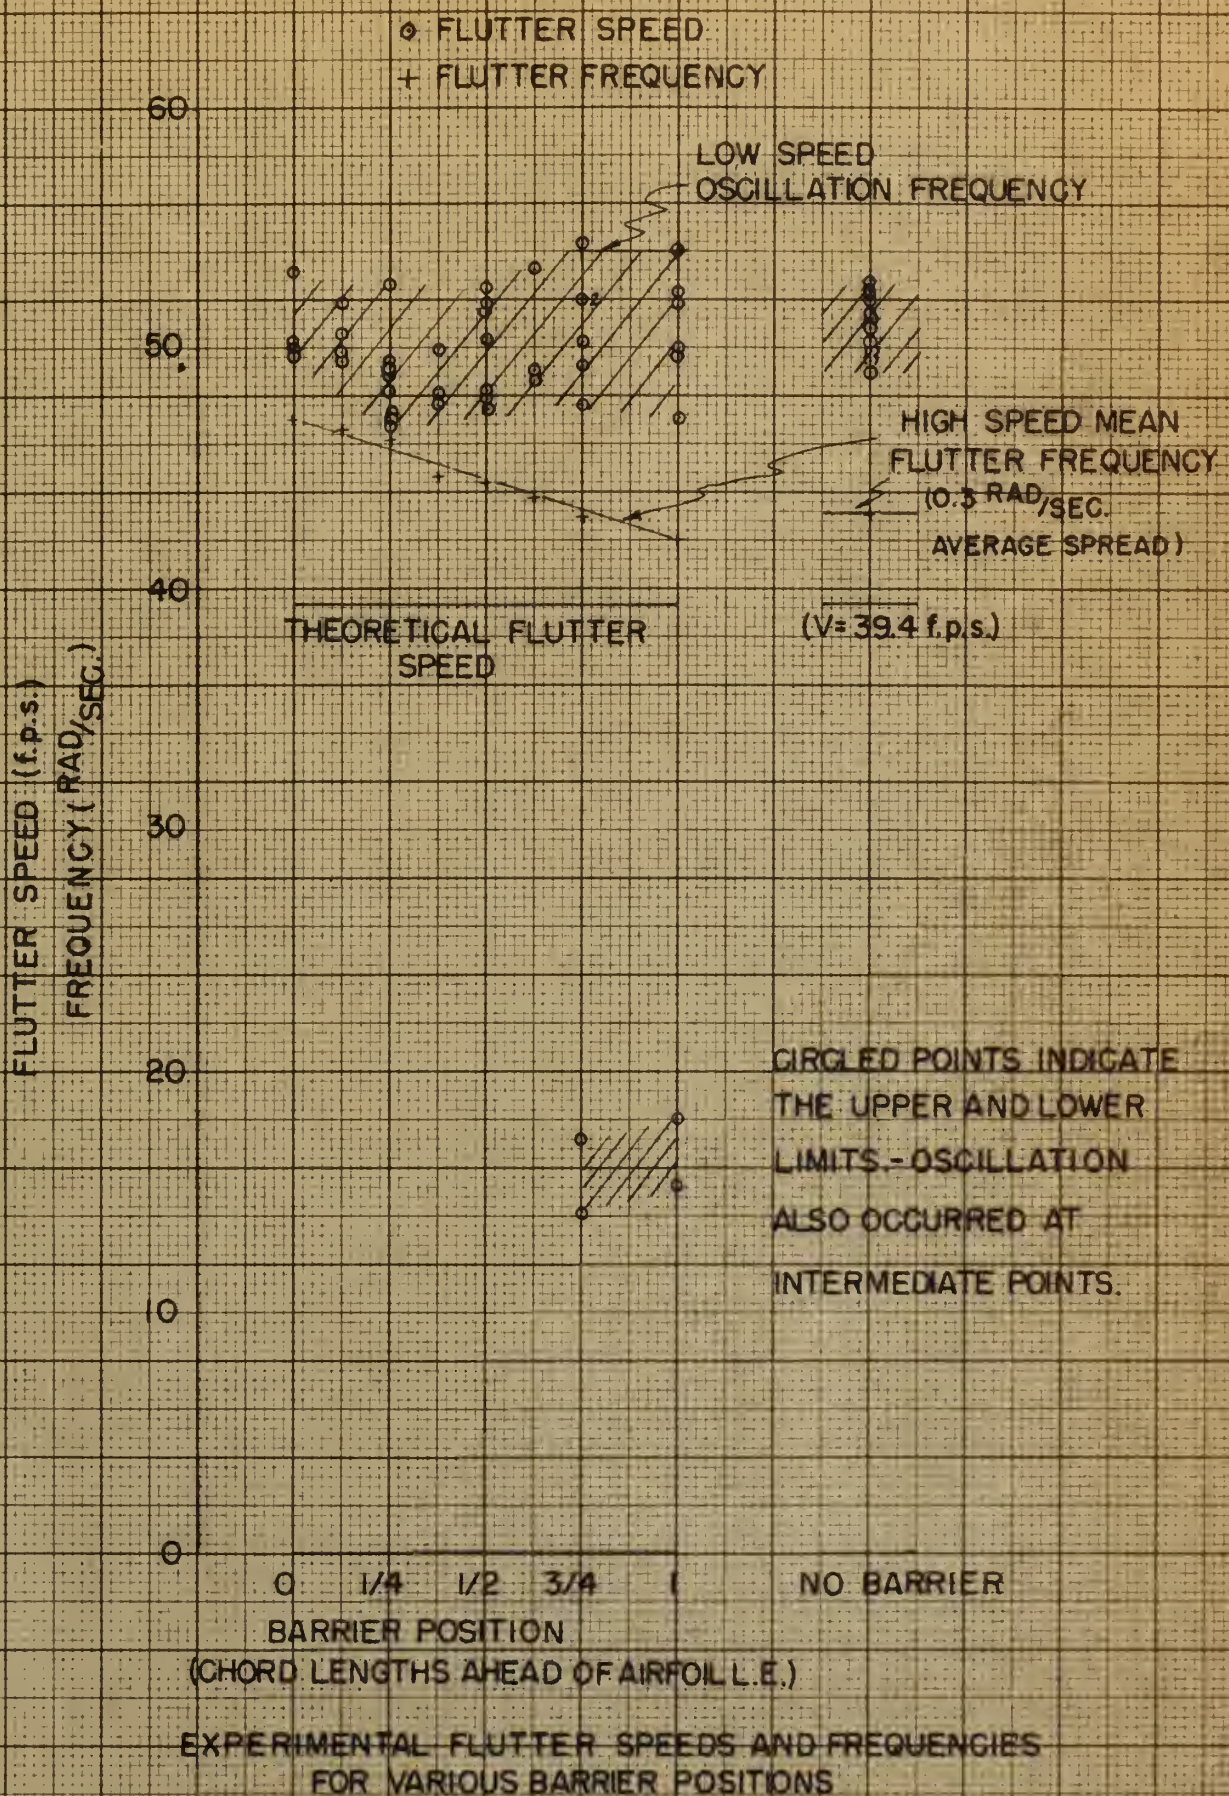 FLUTTER SPEED
+ FLUTTER FREQUENCY
60
LOW SPEED
OSCILLATION FREQUENCY
2
50
HIGH SPEED MEAN
FLUTTER FREQUENCY
(0.3 RAD/SEC.
AVERAGE SPREAD)
40
THEORETICAL FLUTTER
SPEED
(V=39.4 f.p.s.)
FLUTTER SPEED (f.p.s.)
FREQUENCY (RAD/SEC.)
30
20
CIRCLED POINTS INDICATE
THE UPPER AND LOWER
LIMITS.-OSCILLATION
ALSO OCCURRED AT
INTERMEDIATE POINTS.
10
0
0 1/4 1/2 3/4 1 NO BARRIER
BARRIER POSITION
(CHORD LENGTHS AHEAD OF AIRFOIL L.E.)
EXPERIMENTAL FLUTTER SPEEDS AND FREQUENCIES
FOR VARIOUS BARRIER POSITIONS